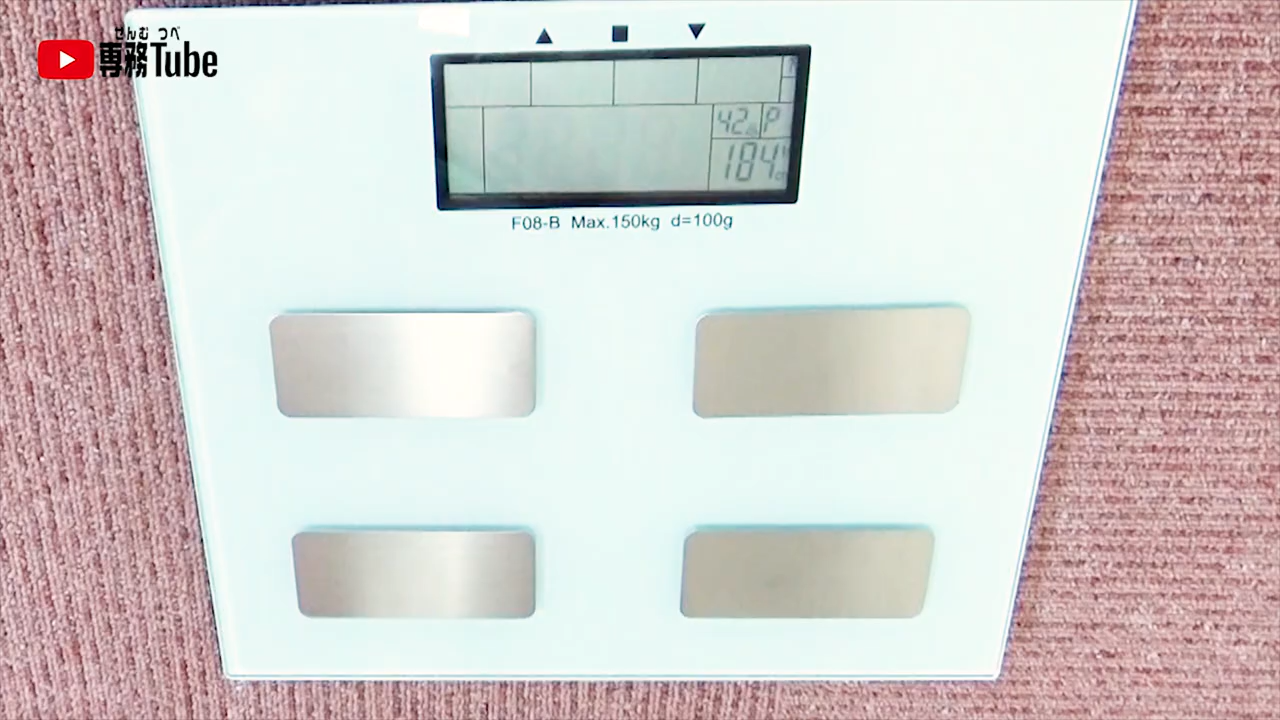 せんむ つべ
専務Tube
▲ ■ ▼
42 P
184
F08-B Max.150kg d=100g